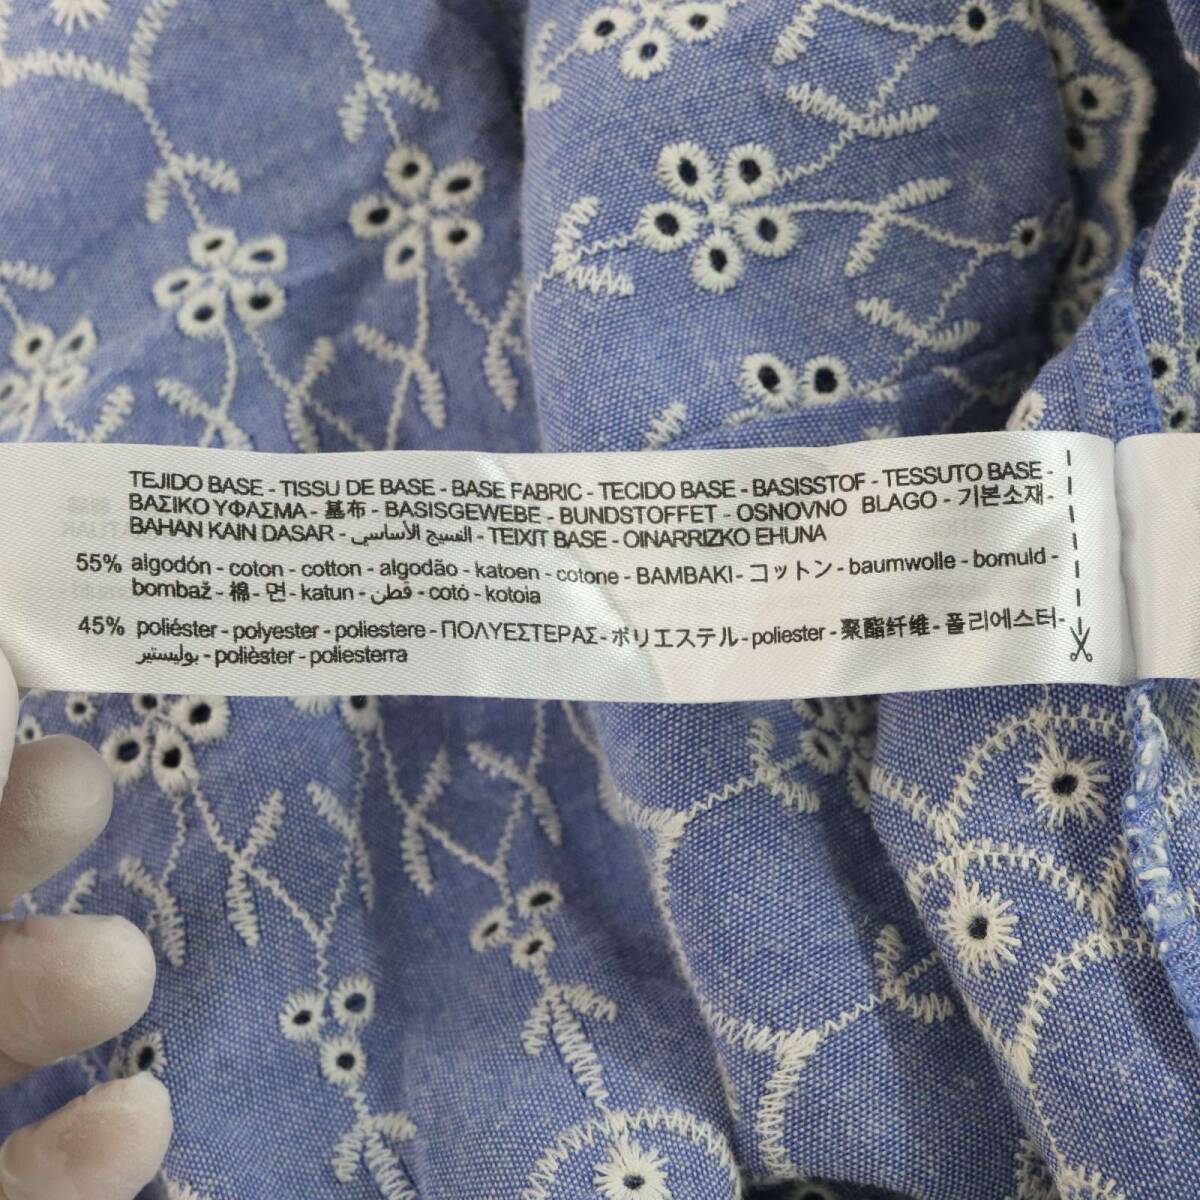 TEJIDO BASE - TISSU DE BASE - BASE FABRIC - TECIDO BASE - BASISSTOF - TESSUTO BASE -
ΒΑΣΙΚΟ ΥΦΑΣΜΑ - 基布 - BASISGEWEBE - BUNDSTOFFET - OSNOVNO BLAGO - 기본소재 -
BAHAN KAIN DASAR - النسيج الأساسي - TEIXIT BASE - OINARRIZKO EHUNA
55% algodón - coton - cotton - algodão - katoen - cotone - ΒΑΜΒΑΚΙ - コットン - baumwolle - bomuld -
bombaž - 棉 - 면 - katun - قطن - cotó - kotoia
45% poliéster - polyester - poliestere - ΠΟΛΥΕΣΤΕΡΑΣ - ポリエステル - poliester - 聚酯纤维 - 폴리에스터 -
بوليستير - polièster - poliesterra